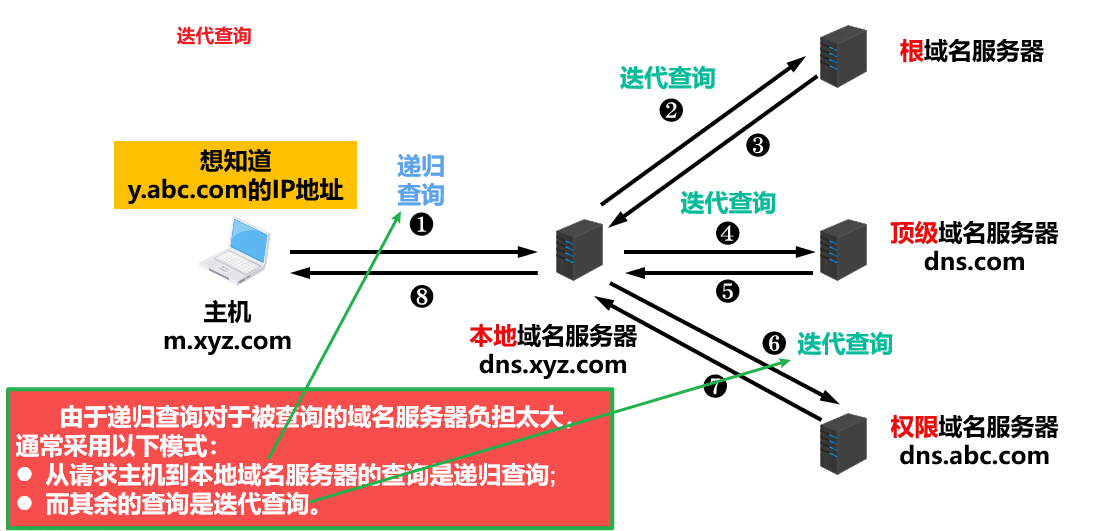 迭代查询
根域名服务器
迭代查询
❷
❸
想知道
y.abc.com的IP地址
递归
查询
❶
迭代查询
❹
顶级域名服务器
dns.com
❺
❽
主机
m.xyz.com
本地域名服务器
dns.xyz.com
❻ 迭代查询
❼
权限域名服务器
dns.abc.com
由于递归查询对于被查询的域名服务器负担太大，
通常采用以下模式：
● 从请求主机到本地域名服务器的查询是递归查询;
● 而其余的查询是迭代查询。